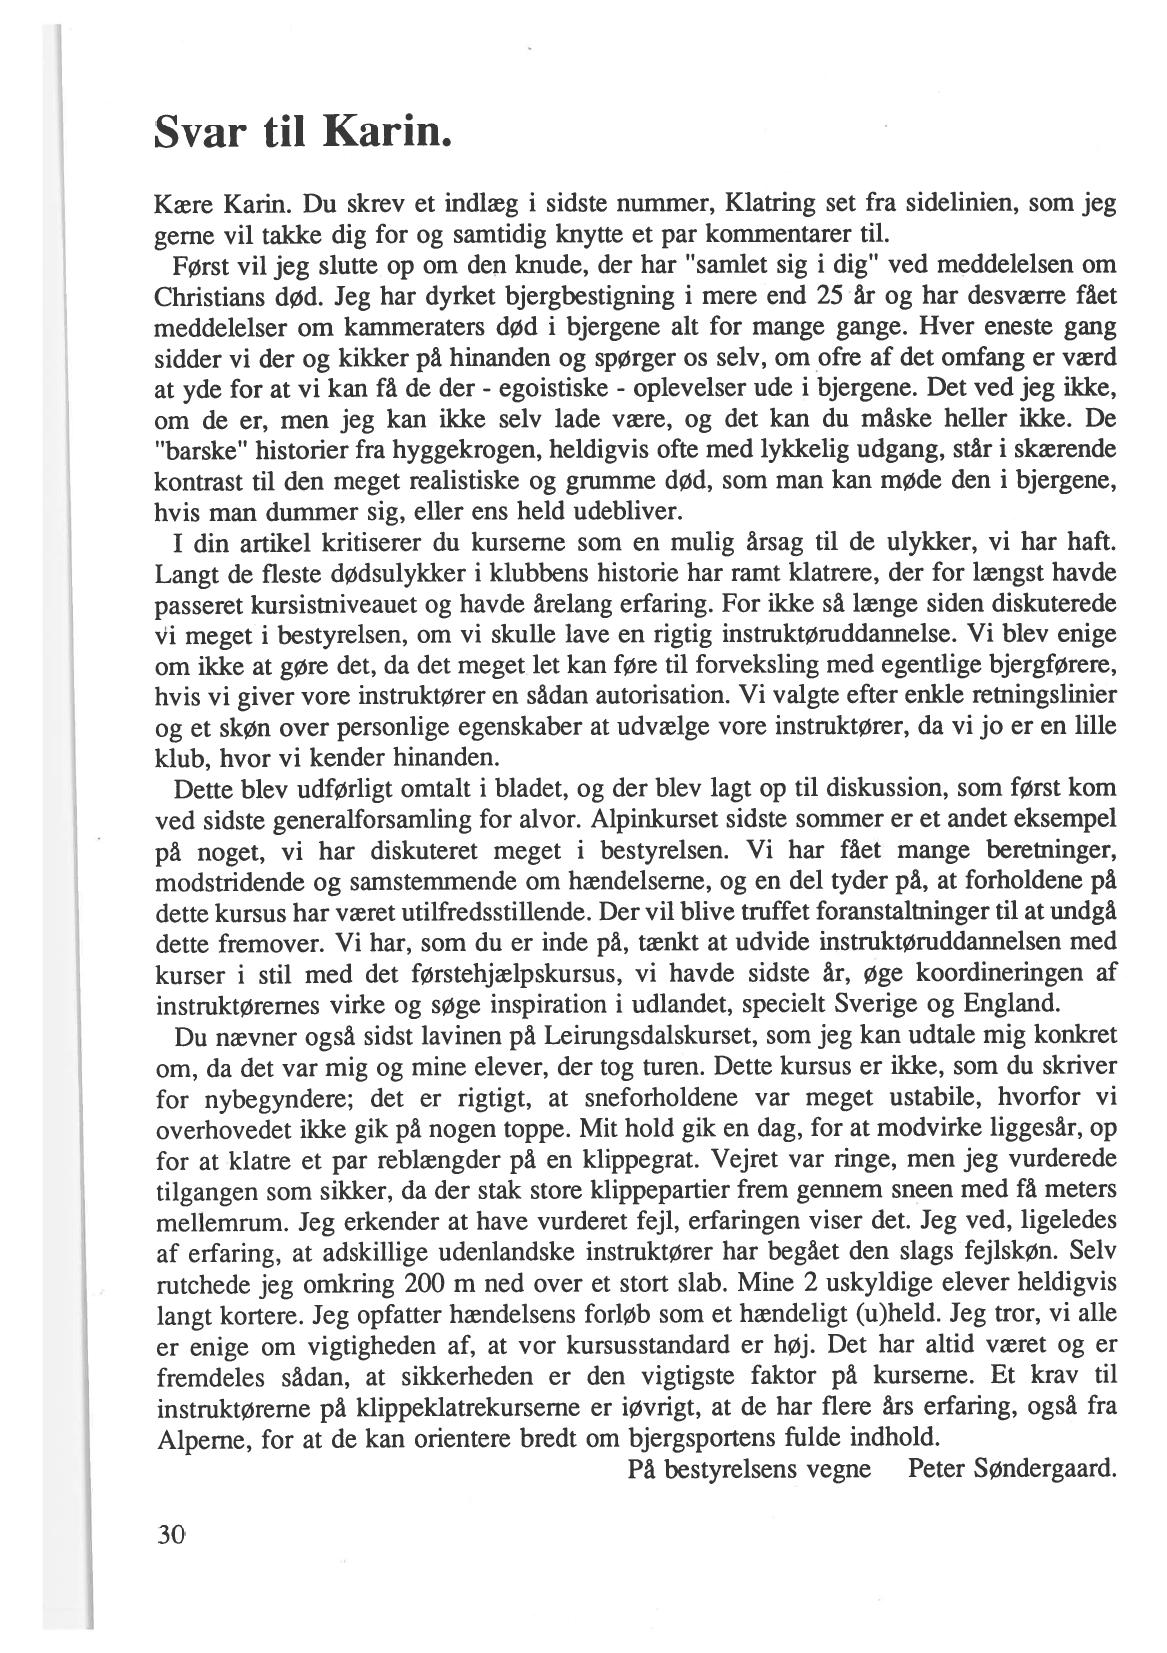 Svar til Karin.
Kære Karin. Du skrev et indlæg i sidste nummer, Klatring set fra sidelinien, som jeg
gerne vil takke dig for og samtidig knytte et par kommentarer til.
Først vil jeg slutte op om den knude, der har "samlet sig i dig" ved meddelelsen om
Christians død. Jeg har dyrket bjergbestigning i mere end 25 år og har desværre fået
meddelelser om kammeraters død i bjergene alt for mange gange. Hver eneste gang
sidder vi der og kikker på hinanden og spørger os selv, om ofre af det omfang er værd
at yde for at vi kan få de der - egoistiske - oplevelser ude i bjergene. Det ved jeg ikke,
om de er, men jeg kan ikke selv lade være, og det kan du måske heller ikke. De
"barske" historier fra hyggekrogen, heldigvis ofte med lykkelig udgang, står i skærende
kontrast til den meget realistiske og grumme død, som man kan møde den i bjergene,
hvis man dummer sig, eller ens held udebliver.
I din artikel kritiserer du kurserne som en mulig årsag til de ulykker, vi har haft.
Langt de fleste dødsulykker i klubbens historie har ramt klatrere, der for længst havde
passeret kursistniveauet og havde årelang erfaring. For ikke så længe siden diskuterede
vi meget i bestyrelsen, om vi skulle lave en rigtig instruktøruddannelse. Vi blev enige
om ikke at gøre det, da det meget let kan føre til forveksling med egentlige bjergførere,
hvis vi giver vore instruktører en sådan autorisation. Vi valgte efter enkle retningslinier
og et skøn over personlige egenskaber at udvælge vore instruktører, da vi jo er en lille
klub, hvor vi kender hinanden.
Dette blev udførligt omtalt i bladet, og der blev lagt op til diskussion, som først kom
ved sidste generalforsamling for alvor. Alpinkurset sidste sommer er et andet eksempel
på noget, vi har diskuteret meget i bestyrelsen. Vi har fået mange beretninger,
modstridende og samstemmende om hændelserne, og en del tyder på, at forholdene på
dette kursus har været utilfredsstillende. Der vil blive truffet foranstaltninger til at undgå
dette fremover. Vi har, som du er inde på, tænkt at udvide instruktøruddannelsen med
kurser i stil med det førstehjælpskursus, vi havde sidste år, øge koordineringen af
instruktørernes virke og søge inspiration i udlandet, specielt Sverige og England.
Du nævner også sidst lavinen på Leirungsdalskurset, som jeg kan udtale mig konkret
om, da det var mig og mine elever, der tog turen. Dette kursus er ikke, som du skriver
for nybegyndere; det er rigtigt, at sneforholdene var meget ustabile, hvorfor vi
overhovedet ikke gik på nogen toppe. Mit hold gik en dag, for at modvirke liggesår, op
for at klatre et par reblængder på en klippegrat. Vejret var ringe, men jeg vurderede
tilgangen som sikker, da der stak store klippepartier frem gennem sneen med få meters
mellemrum. Jeg erkender at have vurderet fejl, erfaringen viser det. Jeg ved, ligeledes
af erfaring, at adskillige udenlandske instruktører har begået den slags fejlskøn. Selv
rutchede jeg omkring 200 m ned over et stort slab. Mine 2 uskyldige elever heldigvis
langt kortere. Jeg opfatter hændelsens forløb som et hændeligt (u)held. Jeg tror, vi alle
er enige om vigtigheden af, at vor kursusstandard er høj. Det har altid været og er
fremdeles sådan, at sikkerheden er den vigtigste faktor på kurserne. Et krav til
instruktørerne på klippeklatrekurserne er iøvrigt, at de har flere års erfaring, også fra
Alperne, for at de kan orientere bredt om bjergsportens fulde indhold.
På bestyrelsens vegne Peter Søndergaard.
30